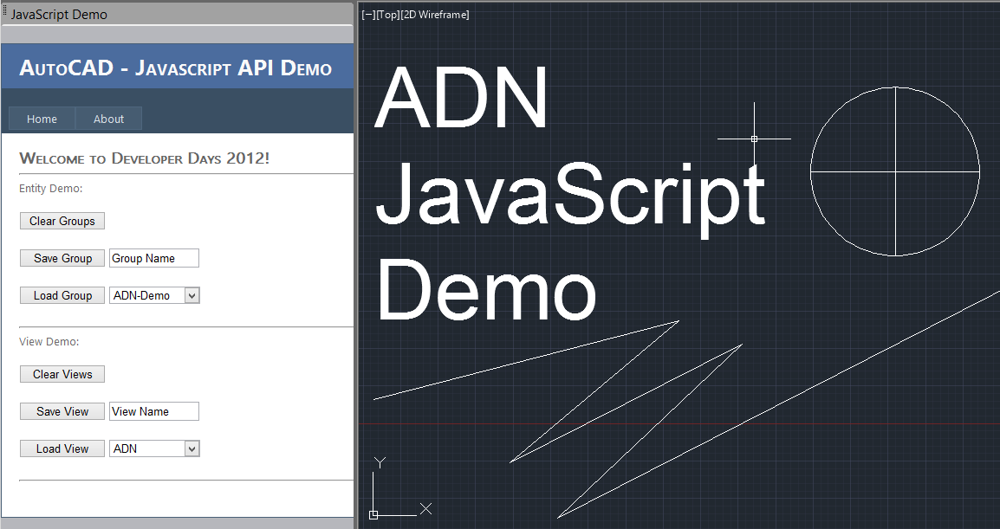 JavaScript Demo
AutoCAD - Javascript API Demo
Home About
Welcome to Developer Days 2012!
Entity Demo:
Clear Groups
Save Group Group Name
Load Group ADN-Demo
View Demo:
Clear Views
Save View View Name
Load View ADN
[−][Top][2D Wireframe]
ADN
JavaScript
Demo
Y
X